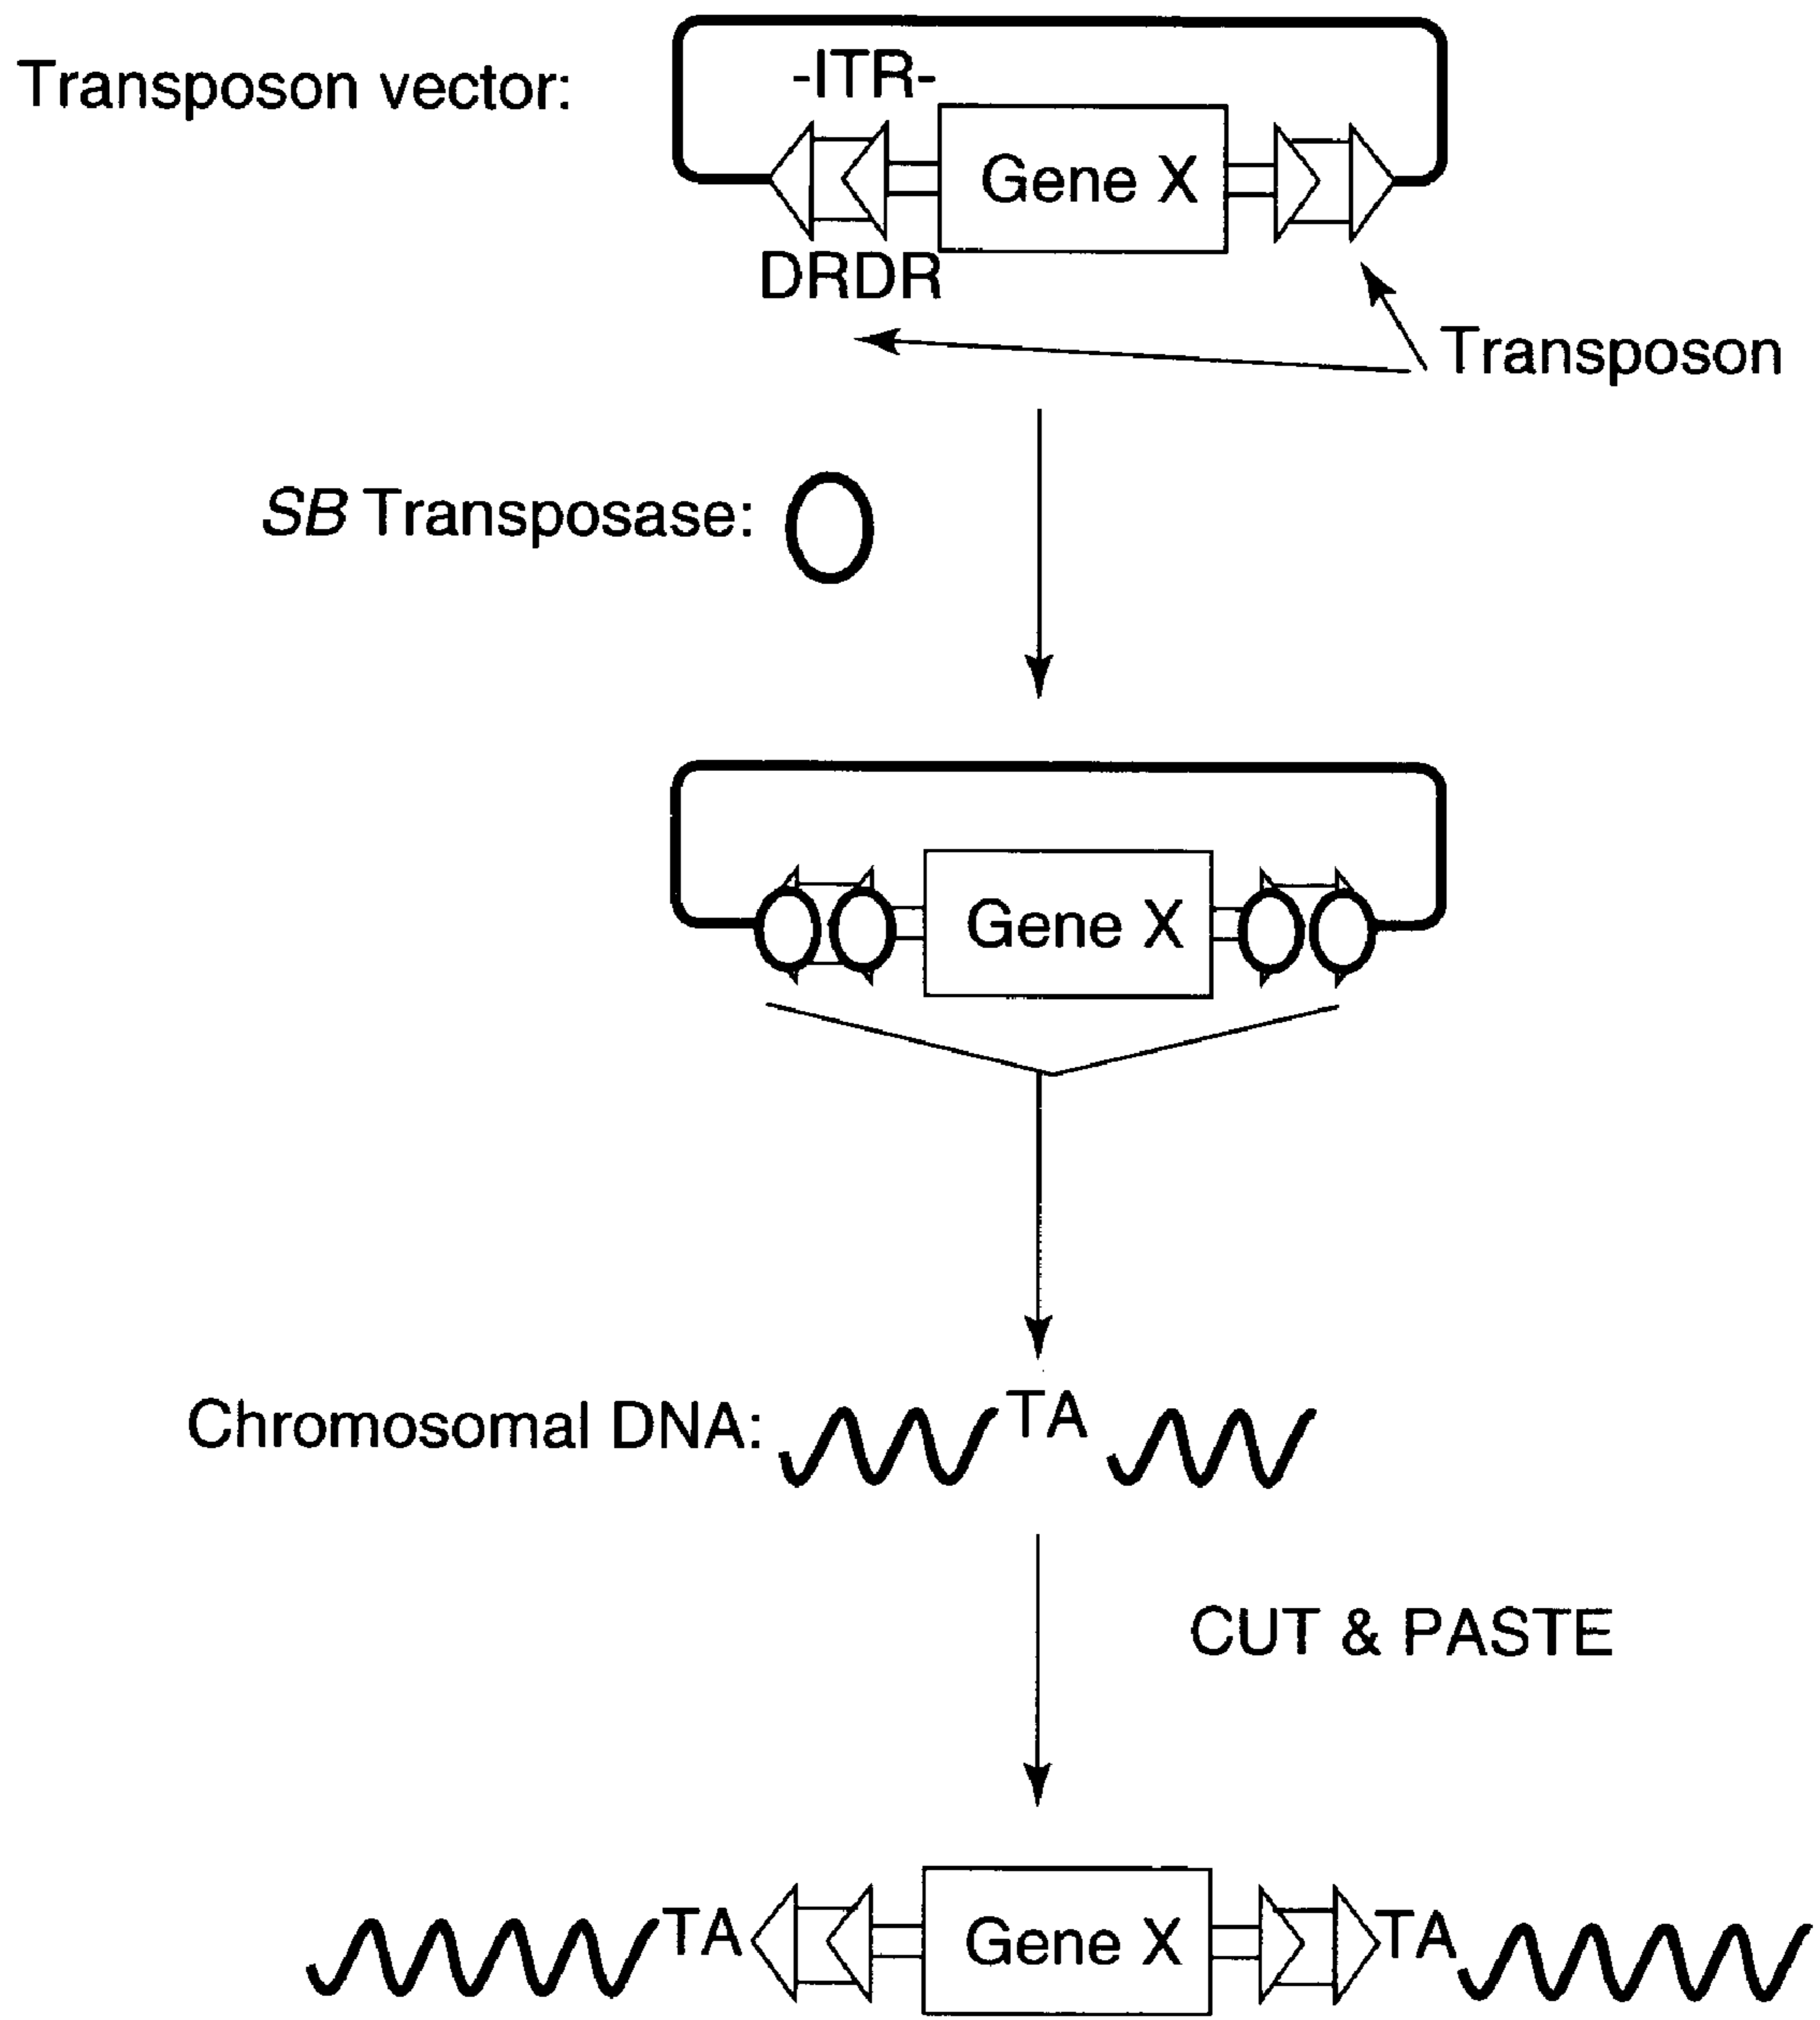 Transposon vector:
-ITR-
Gene X
DRDR
Transposon
SB Transposase:
Gene X
Chromosomal DNA:
TA
CUT & PASTE
TA
Gene X
TA